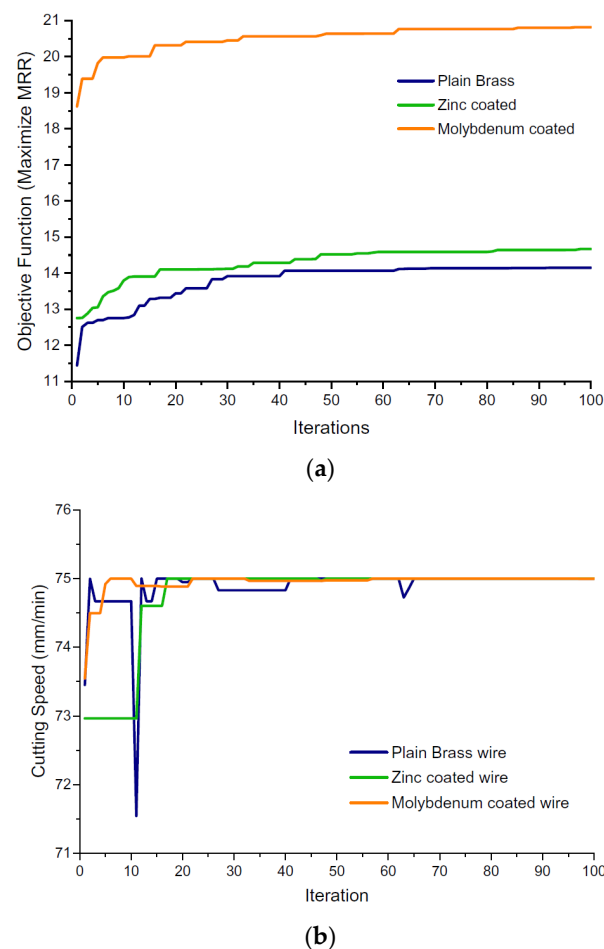 21
20
19
18
17
16
15
14
13
12
11
Objective Function (Maximize MRR)
Plain Brass
Zinc coated
Molybdenum coated
0 10 20 30 40 50 60 70 80 90 100
Iterations
(a)
76
75
74
73
72
71
Cutting Speed (mm/min)
Plain Brass wire
Zinc coated wire
Molybdenum coated wire
0 10 20 30 40 50 60 70 80 90 100
Iteration
(b)